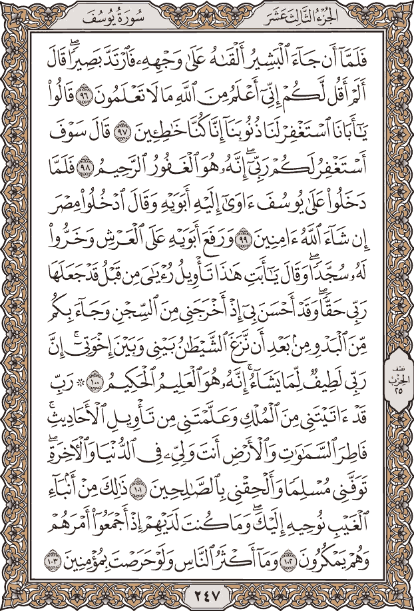 الجزء الثالث عشر
سورة يوسف
فَلَمَّآ أَن جَآءَ ٱلْبَشِيرُ أَلْقَىٰهُ عَلَىٰ وَجْهِهِۦ فَٱرْتَدَّ بَصِيرًا ۖ قَالَ
أَلَمْ أَقُل لَّكُمْ إِنِّىٓ أَعْلَمُ مِنَ ٱللَّهِ مَا لَا تَعْلَمُونَ ٩٦ قَالُوا۟
يَٰٓأَبَانَا ٱسْتَغْفِرْ لَنَا ذُنُوبَنَآ إِنَّا كُنَّا خَٰطِـِٔينَ ٩٧ قَالَ سَوْفَ
أَسْتَغْفِرُ لَكُمْ رَبِّىٓ ۖ إِنَّهُۥ هُوَ ٱلْغَفُورُ ٱلرَّحِيمُ ٩٨ فَلَمَّا
دَخَلُوا۟ عَلَىٰ يُوسُفَ ءَاوَىٰٓ إِلَيْهِ أَبَوَيْهِ وَقَالَ ٱدْخُلُوا۟ مِصْرَ
إِن شَآءَ ٱللَّهُ ءَامِنِينَ ٩٩ وَرَفَعَ أَبَوَيْهِ عَلَى ٱلْعَرْشِ وَخَرُّوا۟
لَهُۥ سُجَّدًا ۖ وَقَالَ يَٰٓأَبَتِ هَٰذَا تَأْوِيلُ رُءْيَٰىَ مِن قَبْلُ قَدْ جَعَلَهَا
رَبِّى حَقًّا ۖ وَقَدْ أَحْسَنَ بِىٓ إِذْ أَخْرَجَنِى مِنَ ٱلسِّجْنِ وَجَآءَ بِكُم
مِّنَ ٱلْبَدْوِ مِنۢ بَعْدِ أَن نَّزَغَ ٱلشَّيْطَٰنُ بَيْنِى وَبَيْنَ إِخْوَتِىٓ ۚ إِنَّ
رَبِّى لَطِيفٌ لِّمَا يَشَآءُ ۚ إِنَّهُۥ هُوَ ٱلْعَلِيمُ ٱلْحَكِيمُ ١٠٠ ۞ رَبِّ
قَدْ ءَاتَيْتَنِى مِنَ ٱلْمُلْكِ وَعَلَّمْتَنِى مِن تَأْوِيلِ ٱلْأَحَادِيثِ ۚ
فَاطِرَ ٱلسَّمَٰوَٰتِ وَٱلْأَرْضِ أَنتَ وَلِىِّۦ فِى ٱلدُّنْيَا وَٱلْءَاخِرَةِ ۖ
تَوَفَّنِى مُسْلِمًا وَأَلْحِقْنِى بِٱلصَّٰلِحِينَ ١٠١ ذَٰلِكَ مِنْ أَنۢبَآءِ
ٱلْغَيْبِ نُوحِيهِ إِلَيْكَ ۖ وَمَا كُنتَ لَدَيْهِمْ إِذْ أَجْمَعُوٓا۟ أَمْرَهُمْ
وَهُمْ يَمْكُرُونَ ١٠٢ وَمَآ أَكْثَرُ ٱلنَّاسِ وَلَوْ حَرَصْتَ بِمُؤْمِنِينَ ١٠٣
نصف
الحزب
٢٥
٢٤٧